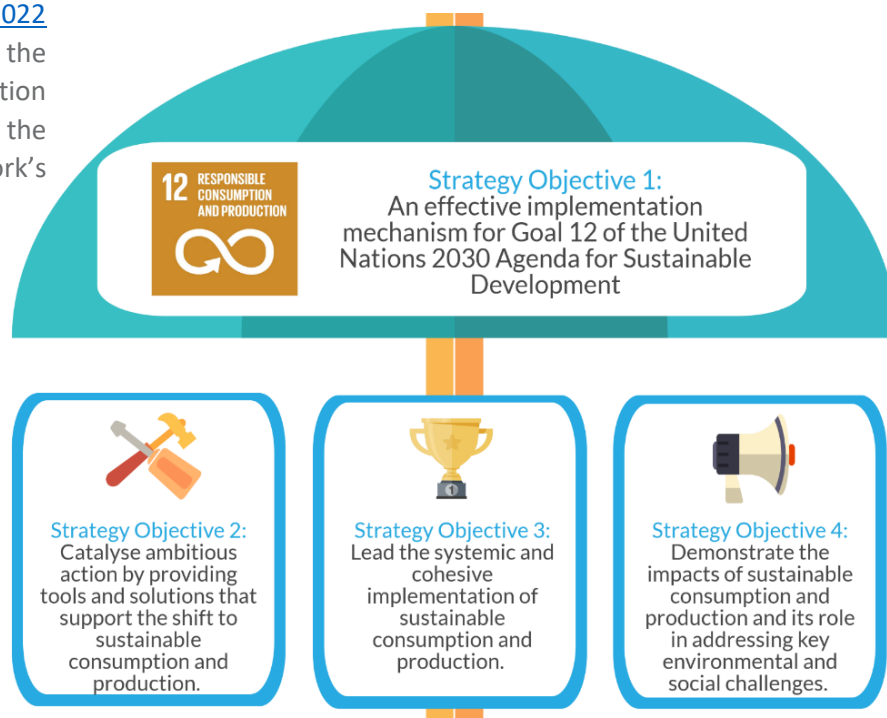 022
the
tion
the
ork's
12 RESPONSIBLE
CONSUMPTION
AND PRODUCTION
Strategy Objective 1:
An effective implementation
mechanism for Goal 12 of the United
Nations 2030 Agenda for Sustainable
Development
Strategy Objective 2:
Catalyse ambitious
action by providing
tools and solutions that
support the shift to
sustainable
consumption and
production.
1
Strategy Objective 3:
Lead the systemic and
cohesive
implementation of
sustainable
consumption and
production.
Strategy Objective 4:
Demonstrate the
impacts of sustainable
consumption and
production and its role
in addressing key
environmental and
social challenges.